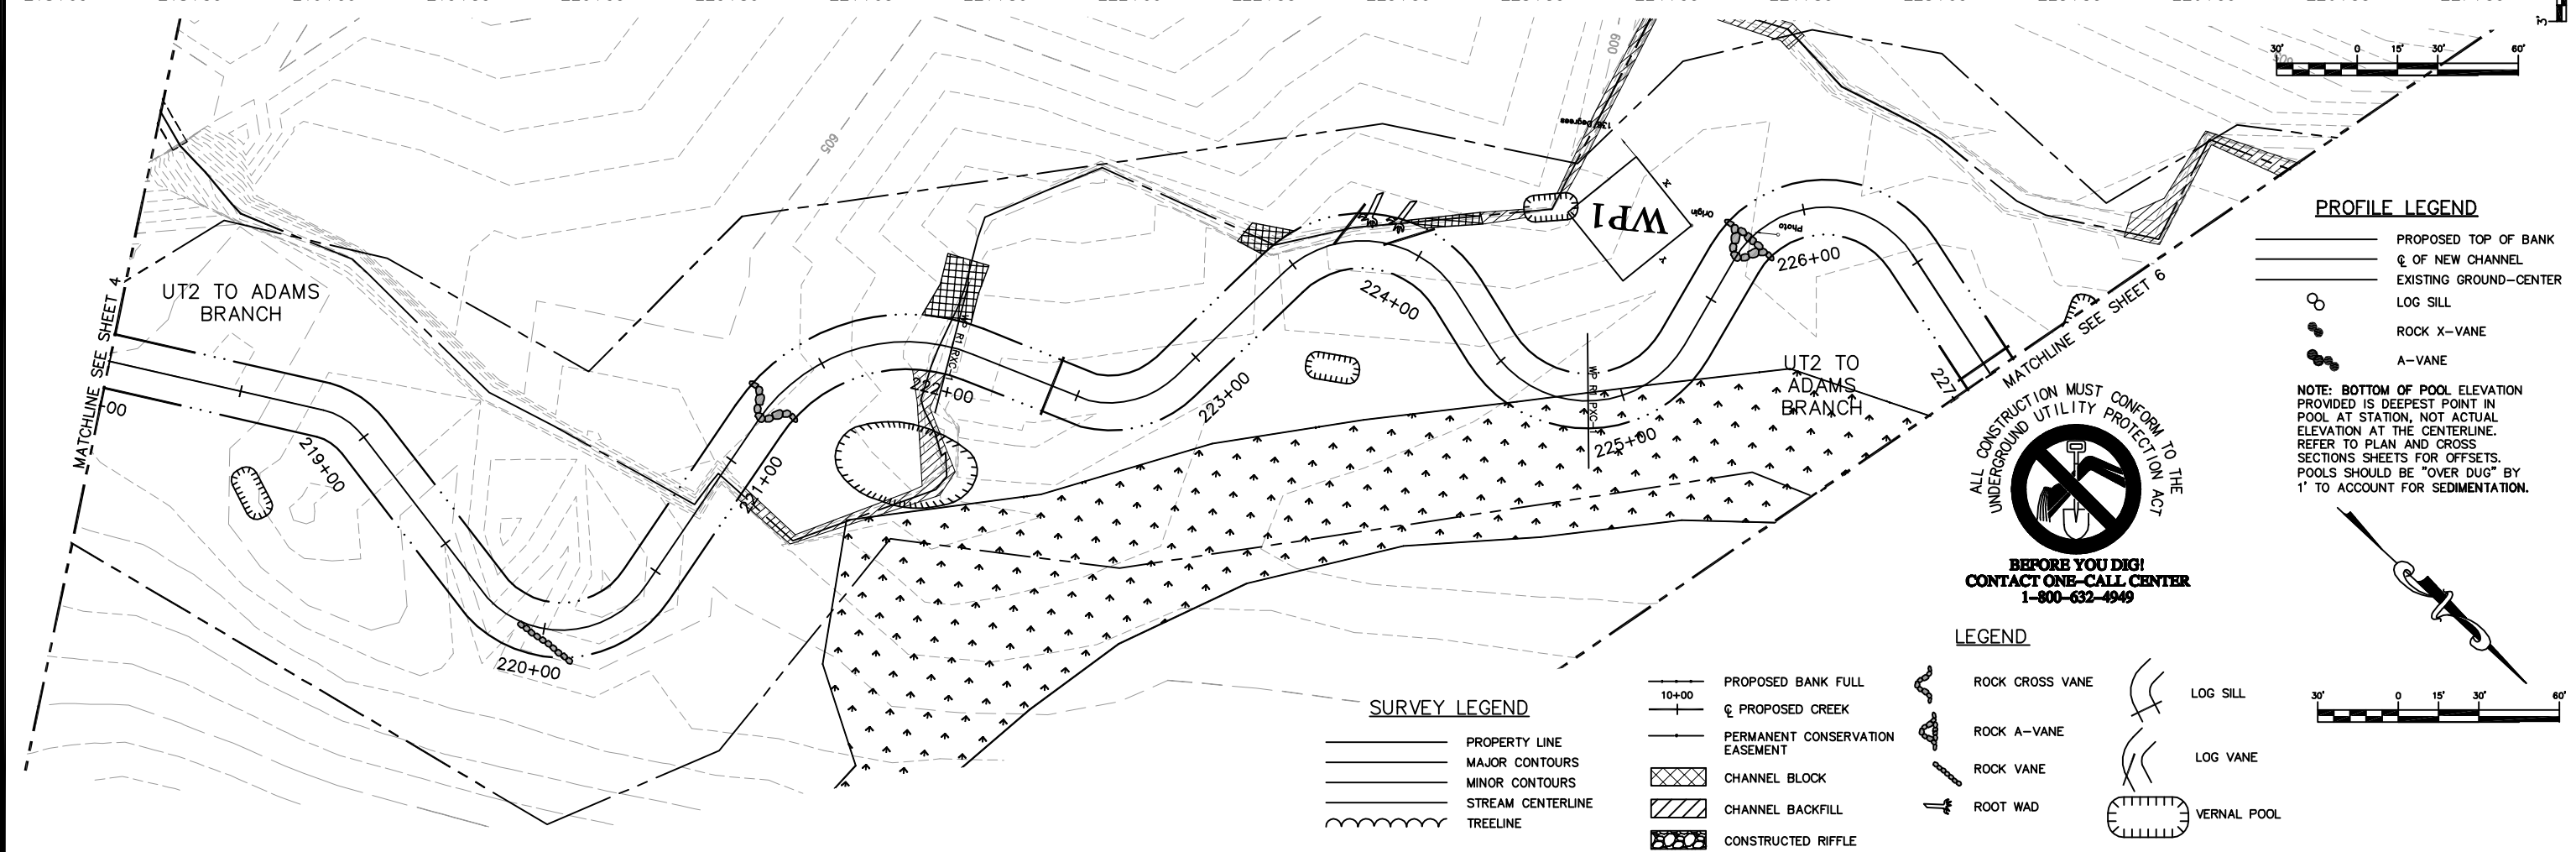 UT2 TO ADAMS
BRANCH
MATCHLINE SEE SHEET 4
+00
219+00
220+00
221+00
222+00
223+00
224+00
225+00
226+00
227
605
600
WP1
Origin
Photo
X
Y
UT2 TO
ADAMS
BRANCH
MATCHLINE SEE SHEET 6
30' 0 15' 30' 60'
PROFILE LEGEND
PROPOSED TOP OF BANK
℄ OF NEW CHANNEL
EXISTING GROUND-CENTER
LOG SILL
ROCK X-VANE
A-VANE
NOTE: BOTTOM OF POOL ELEVATION
PROVIDED IS DEEPEST POINT IN
POOL AT STATION, NOT ACTUAL
ELEVATION AT THE CENTERLINE.
REFER TO PLAN AND CROSS
SECTIONS SHEETS FOR OFFSETS.
POOLS SHOULD BE "OVER DUG" BY
1' TO ACCOUNT FOR SEDIMENTATION.
ALL CONSTRUCTION MUST CONFORM TO THE
UNDERGROUND UTILITY PROTECTION ACT
BEFORE YOU DIG!
CONTACT ONE-CALL CENTER
1-800-632-4949
30' 0 15' 30' 60'
SURVEY LEGEND
PROPERTY LINE
MAJOR CONTOURS
MINOR CONTOURS
STREAM CENTERLINE
TREELINE
LEGEND
PROPOSED BANK FULL
10+00
℄ PROPOSED CREEK
PERMANENT CONSERVATION
EASEMENT
CHANNEL BLOCK
CHANNEL BACKFILL
CONSTRUCTED RIFFLE
ROCK CROSS VANE
ROCK A-VANE
ROCK VANE
ROOT WAD
LOG SILL
LOG VANE
VERNAL POOL